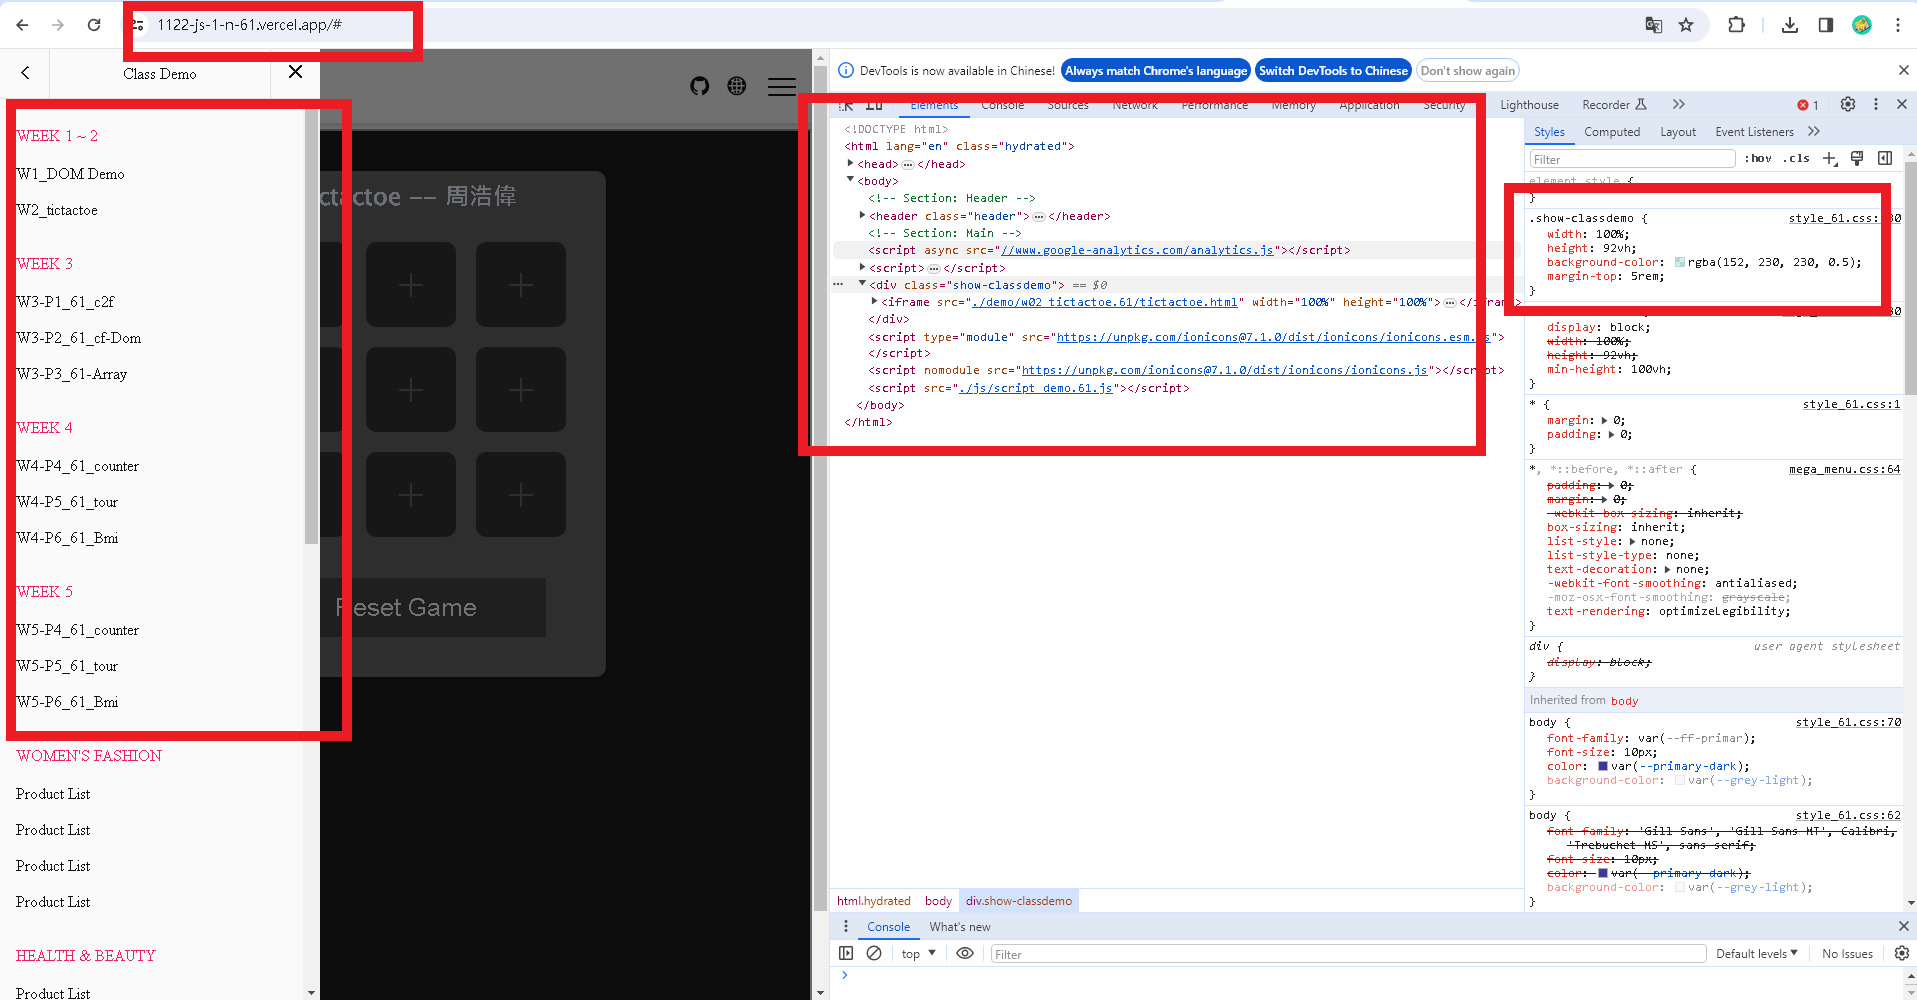 1122-js-1-n-61.vercel.app/#
Class Demo
WEEK 1 ~ 2
W1_DOM Demo
W2_tictactoe
WEEK 3
W3-P1_61_c2f
W3-P2_61_cf-Dom
W3-P3_61-Array
WEEK 4
W4-P4_61_counter
W4-P5_61_tour
W4-P6_61_Bmi
WEEK 5
W5-P4_61_counter
W5-P5_61_tour
W5-P6_61_Bmi
WOMEN'S FASHION
Product List
Product List
Product List
Product List
HEALTH & BEAUTY
Product List
ctactoe -- 周浩偉
Reset Game
DevTools is now available in Chinese! Always match Chrome's language Switch DevTools to Chinese Don't show again
Elements Console Sources Network Performance Memory Application Security Lighthouse Recorder 1
<!DOCTYPE html>
<html lang="en" class="hydrated">
<head> ··· </head>
<body>
<!-- Section: Header -->
<header class="header"> ··· </header>
<!-- Section: Main -->
<script async src="//www.google-analytics.com/analytics.js"></script>
<script> ··· </script>
··· <div class="show-classdemo"> == $0
<iframe src="./demo/w02_tictactoe.61/tictactoe.html" width="100%" height="100%"> ··· </iframe>
</div>
<script type="module" src="https://unpkg.com/ionicons@7.1.0/dist/ionicons/ionicons.esm.js">
</script>
<script nomodule src="https://unpkg.com/ionicons@7.1.0/dist/ionicons/ionicons.js"></script>
<script src="./js/script_demo.61.js"></script>
</body>
</html>
html.hydrated body div.show-classdemo
Console What's new
top Filter Default levels No Issues
Styles Computed Layout Event Listeners
Filter :hov .cls
element.style {
}
.show-classdemo { style_61.css:
width: 100%;
height: 92vh;
background-color: rgba(152, 230, 230, 0.5);
margin-top: 5rem;
}
display: block;
width: 100%;
height: 92vh;
min-height: 100vh;
}
* { style_61.css:1
margin: 0;
padding: 0;
}
*, *::before, *::after { mega_menu.css:64
padding: 0;
margin: 0;
-webkit-box-sizing: inherit;
box-sizing: inherit;
list-style: none;
list-style-type: none;
text-decoration: none;
-webkit-font-smoothing: antialiased;
-moz-osx-font-smoothing: grayscale;
text-rendering: optimizeLegibility;
}
div { user agent stylesheet
display: block;
}
Inherited from body
body { style_61.css:70
font-family: var(--ff-primar);
font-size: 10px;
color: var(--primary-dark);
background-color: var(--grey-light);
}
body { style_61.css:62
font-family: 'Gill Sans', 'Gill Sans MT', Calibri,
'Trebuchet MS', sans-serif;
font-size: 10px;
color: var(--primary-dark);
background-color: var(--grey-light);
}